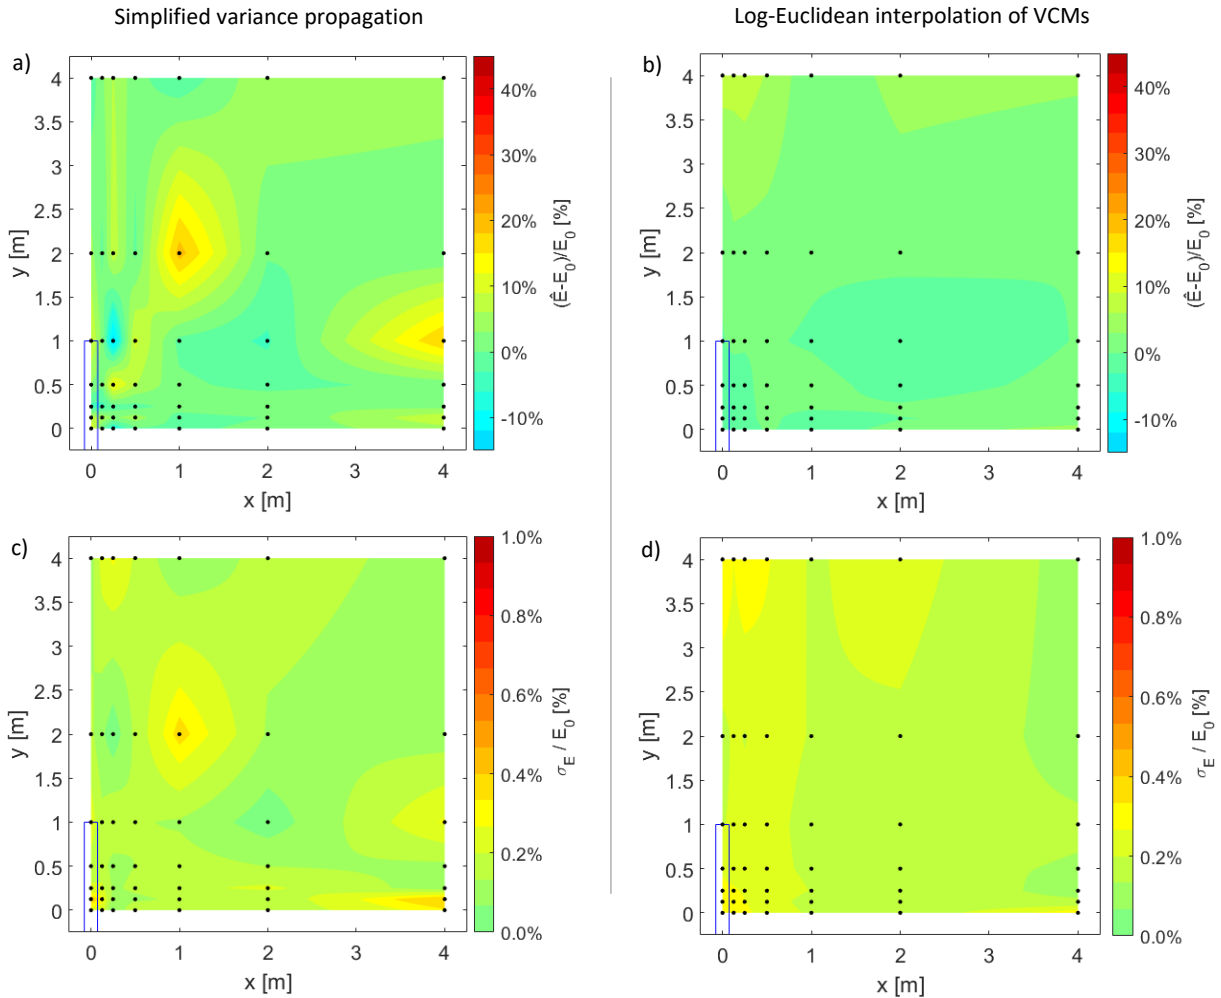 Simplified variance propagation
Log-Euclidean interpolation of VCMs
a)
4
3.5
3
2.5
2
1.5
1
0.5
0
y [m]
0 1 2 3 4
x [m]
40%
30%
20%
10%
0%
-10%
(Ê-E₀)/E₀ [%]
b)
4
3.5
3
2.5
2
1.5
1
0.5
0
y [m]
0 1 2 3 4
x [m]
40%
30%
20%
10%
0%
-10%
(Ê-E₀)/E₀ [%]
c)
4
3.5
3
2.5
2
1.5
1
0.5
0
y [m]
0 1 2 3 4
x [m]
1.0%
0.8%
0.6%
0.4%
0.2%
0.0%
σ_E / E₀ [%]
d)
4
3.5
3
2.5
2
1.5
1
0.5
0
y [m]
0 1 2 3 4
x [m]
1.0%
0.8%
0.6%
0.4%
0.2%
0.0%
σ_E / E₀ [%]